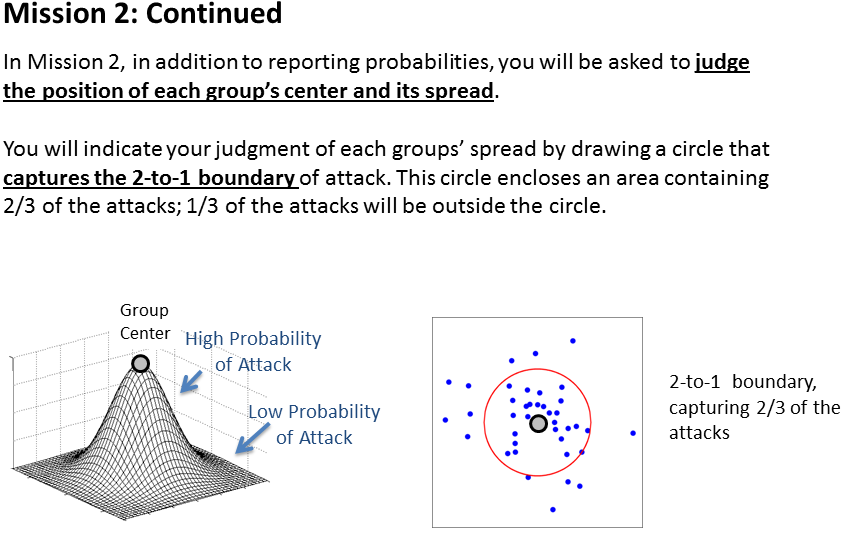 Mission 2: Continued
In Mission 2, in addition to reporting probabilities, you will be asked to judge
the position of each group's center and its spread.
You will indicate your judgment of each groups' spread by drawing a circle that
captures the 2-to-1 boundary of attack. This circle encloses an area containing
2/3 of the attacks; 1/3 of the attacks will be outside the circle.
Group
Center
High Probability
of Attack
Low Probability
of Attack
2-to-1 boundary,
capturing 2/3 of the
attacks